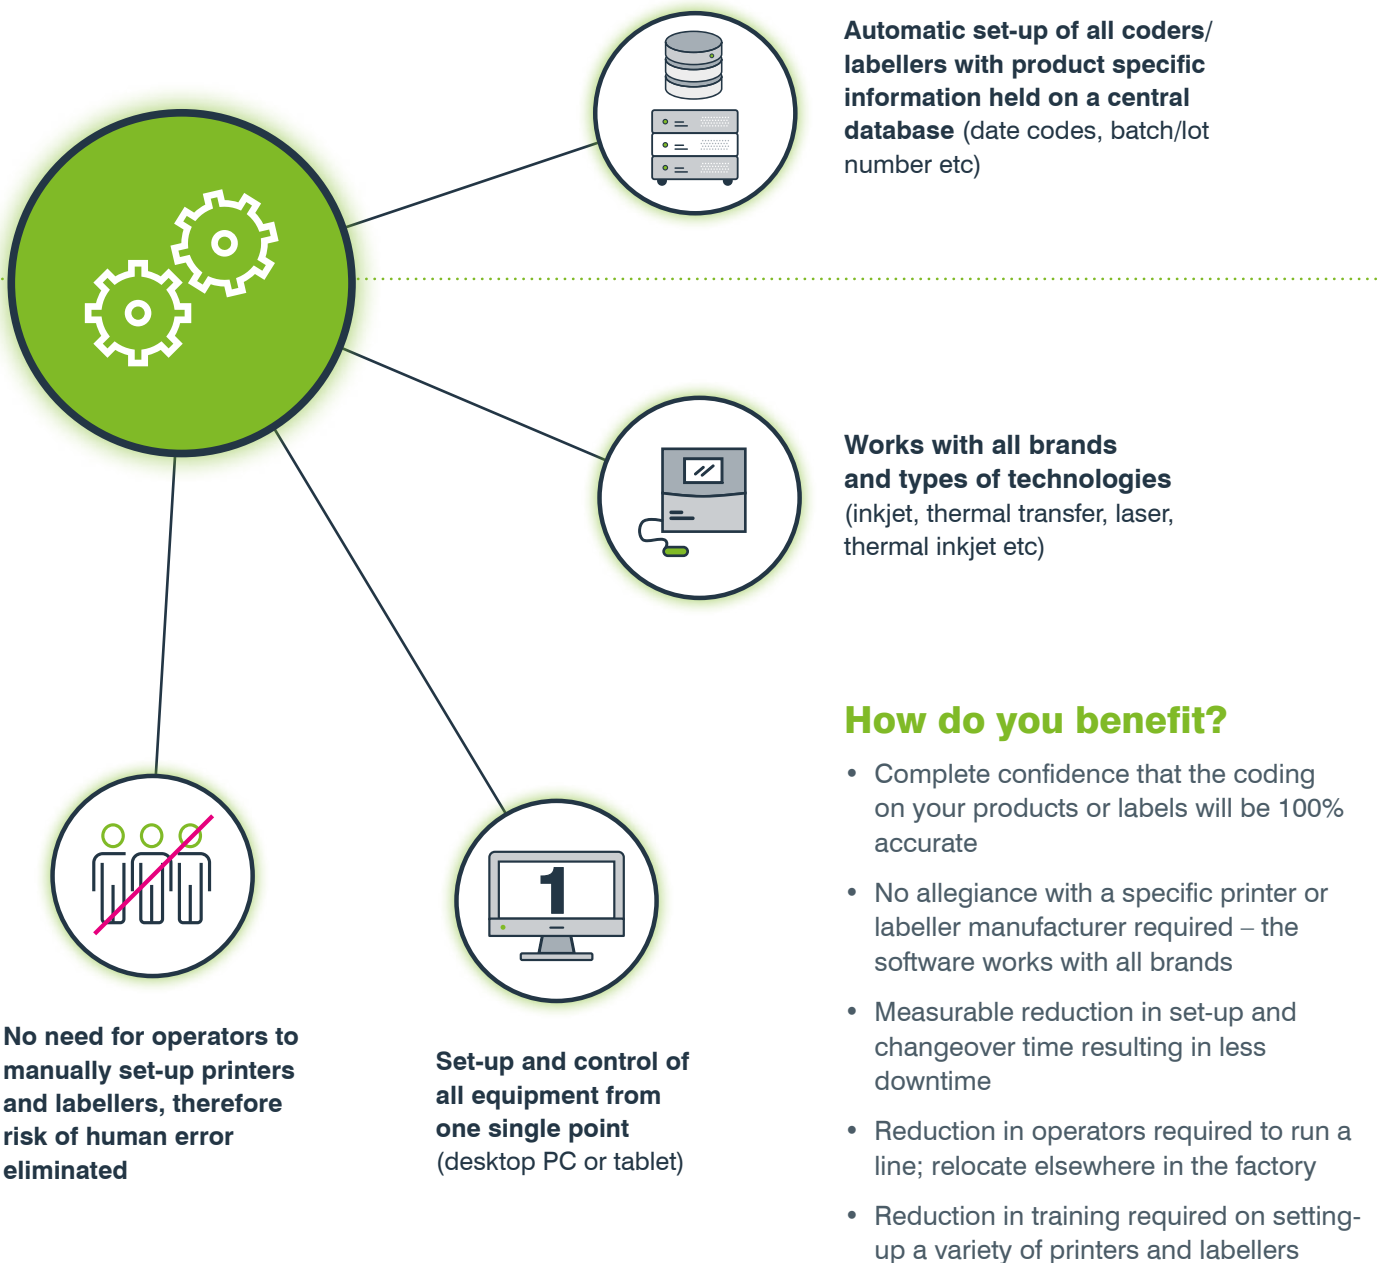 Automatic set-up of all coders/
labellers with product specific
information held on a central
database (date codes, batch/lot
number etc)
Works with all brands
and types of technologies
(inkjet, thermal transfer, laser,
thermal inkjet etc)
1
No need for operators to
manually set-up printers
and labellers, therefore
risk of human error
eliminated
Set-up and control of
all equipment from
one single point
(desktop PC or tablet)
How do you benefit?
• Complete confidence that the coding
on your products or labels will be 100%
accurate
• No allegiance with a specific printer or
labeller manufacturer required – the
software works with all brands
• Measurable reduction in set-up and
changeover time resulting in less
downtime
• Reduction in operators required to run a
line; relocate elsewhere in the factory
• Reduction in training required on setting-
up a variety of printers and labellers